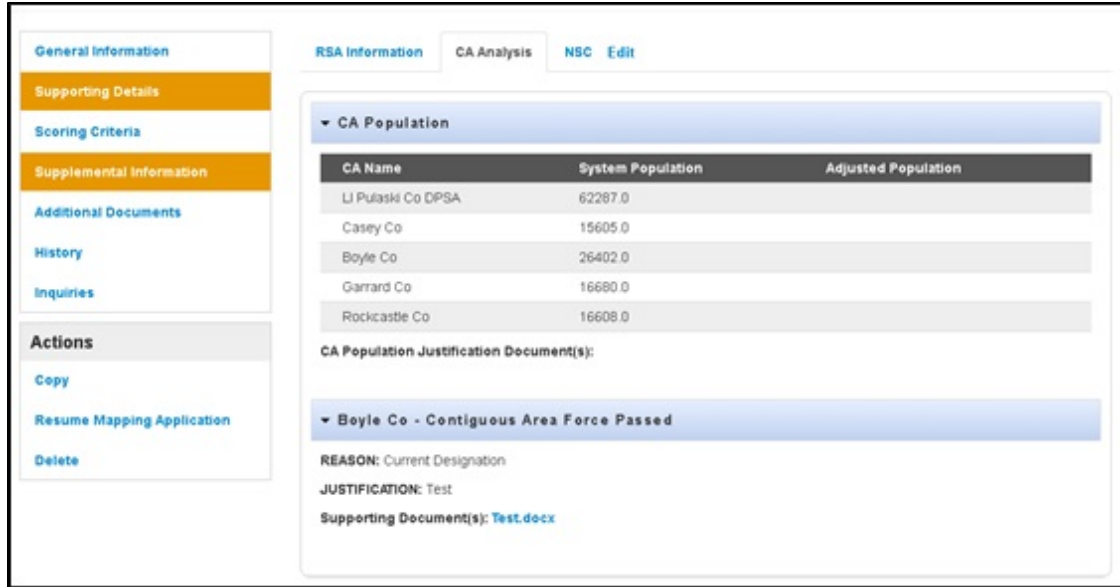 General Information
Supporting Details
Scoring Criteria
Supplemental Information
Additional Documents
History
Inquiries
Actions
Copy
Resume Mapping Application
Delete
RSA Information CA Analysis NSC Edit
CA Population
CA Name System Population Adjusted Population
LI Pulaski Co DPSA 62287.0
Casey Co 15605.0
Boyle Co 26402.0
Garrard Co 16680.0
Rockcastle Co 16608.0
CA Population Justification Document(s):
Boyle Co - Contiguous Area Force Passed
REASON: Current Designation
JUSTIFICATION: Test
Supporting Document(s): Test.docx